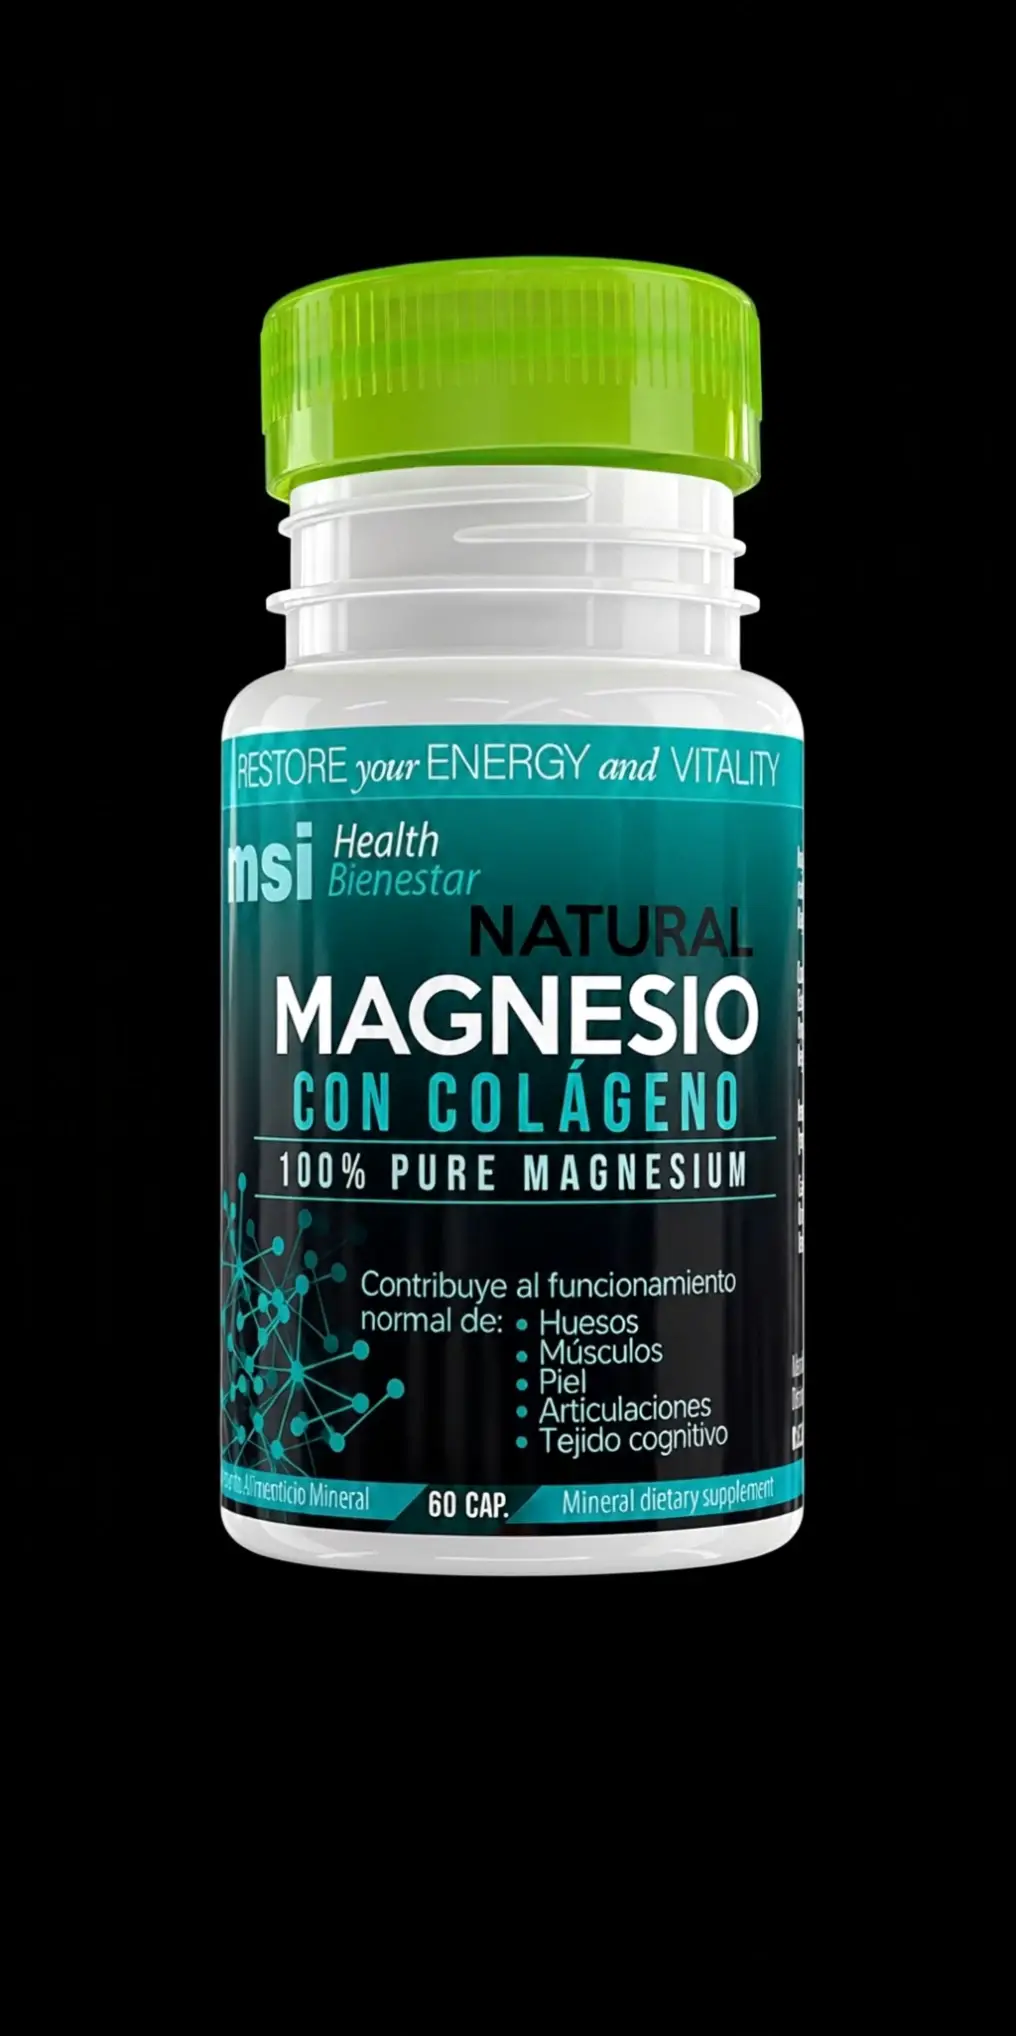 RESTORE your ENERGY and VITALITY
msi Health
Bienestar
NATURAL
MAGNESIO
CON COLÁGENO
100% PURE MAGNESIUM
Contribuye al funcionamiento
normal de: • Huesos
• Músculos
• Piel
• Articulaciones
• Tejido cognitivo
Alimenticio Mineral
60 CAP.
Mineral dietary supplement